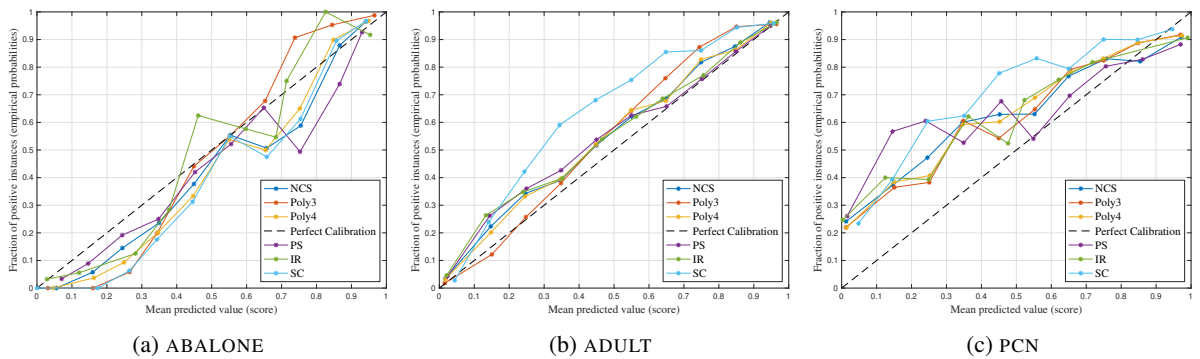 Fraction of positive instances (empirical probabilities)
1
0.9
0.8
0.7
0.6
0.5
0.4
0.3
0.2
0.1
0
NCS
Poly3
Poly4
Perfect Calibration
PS
IR
SC
0 0.1 0.2 0.3 0.4 0.5 0.6 0.7 0.8 0.9 1
Mean predicted value (score)
(a) ABALONE
Fraction of positive instances (empirical probabilities)
1
0.9
0.8
0.7
0.6
0.5
0.4
0.3
0.2
0.1
0
NCS
Poly3
Poly4
Perfect Calibration
PS
IR
SC
0 0.1 0.2 0.3 0.4 0.5 0.6 0.7 0.8 0.9 1
Mean predicted value (score)
(b) ADULT
Fraction of positive instances (empirical probabilities)
1
0.9
0.8
0.7
0.6
0.5
0.4
0.3
0.2
0.1
0
NCS
Poly3
Poly4
Perfect Calibration
PS
IR
SC
0 0.1 0.2 0.3 0.4 0.5 0.6 0.7 0.8 0.9 1
Mean predicted value (score)
(c) PCN